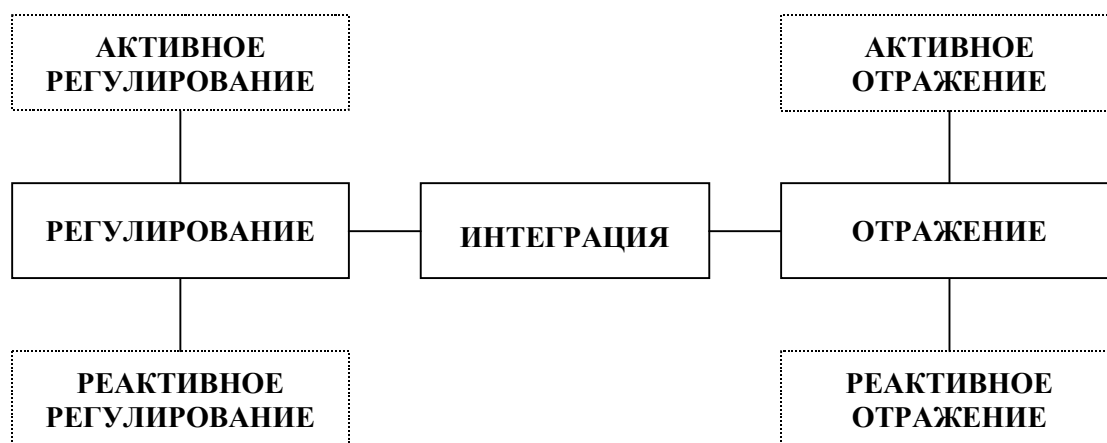 АКТИВНОЕ
РЕГУЛИРОВАНИЕ
АКТИВНОЕ
ОТРАЖЕНИЕ
РЕГУЛИРОВАНИЕ
ИНТЕГРАЦИЯ
ОТРАЖЕНИЕ
РЕАКТИВНОЕ
РЕГУЛИРОВАНИЕ
РЕАКТИВНОЕ
ОТРАЖЕНИЕ